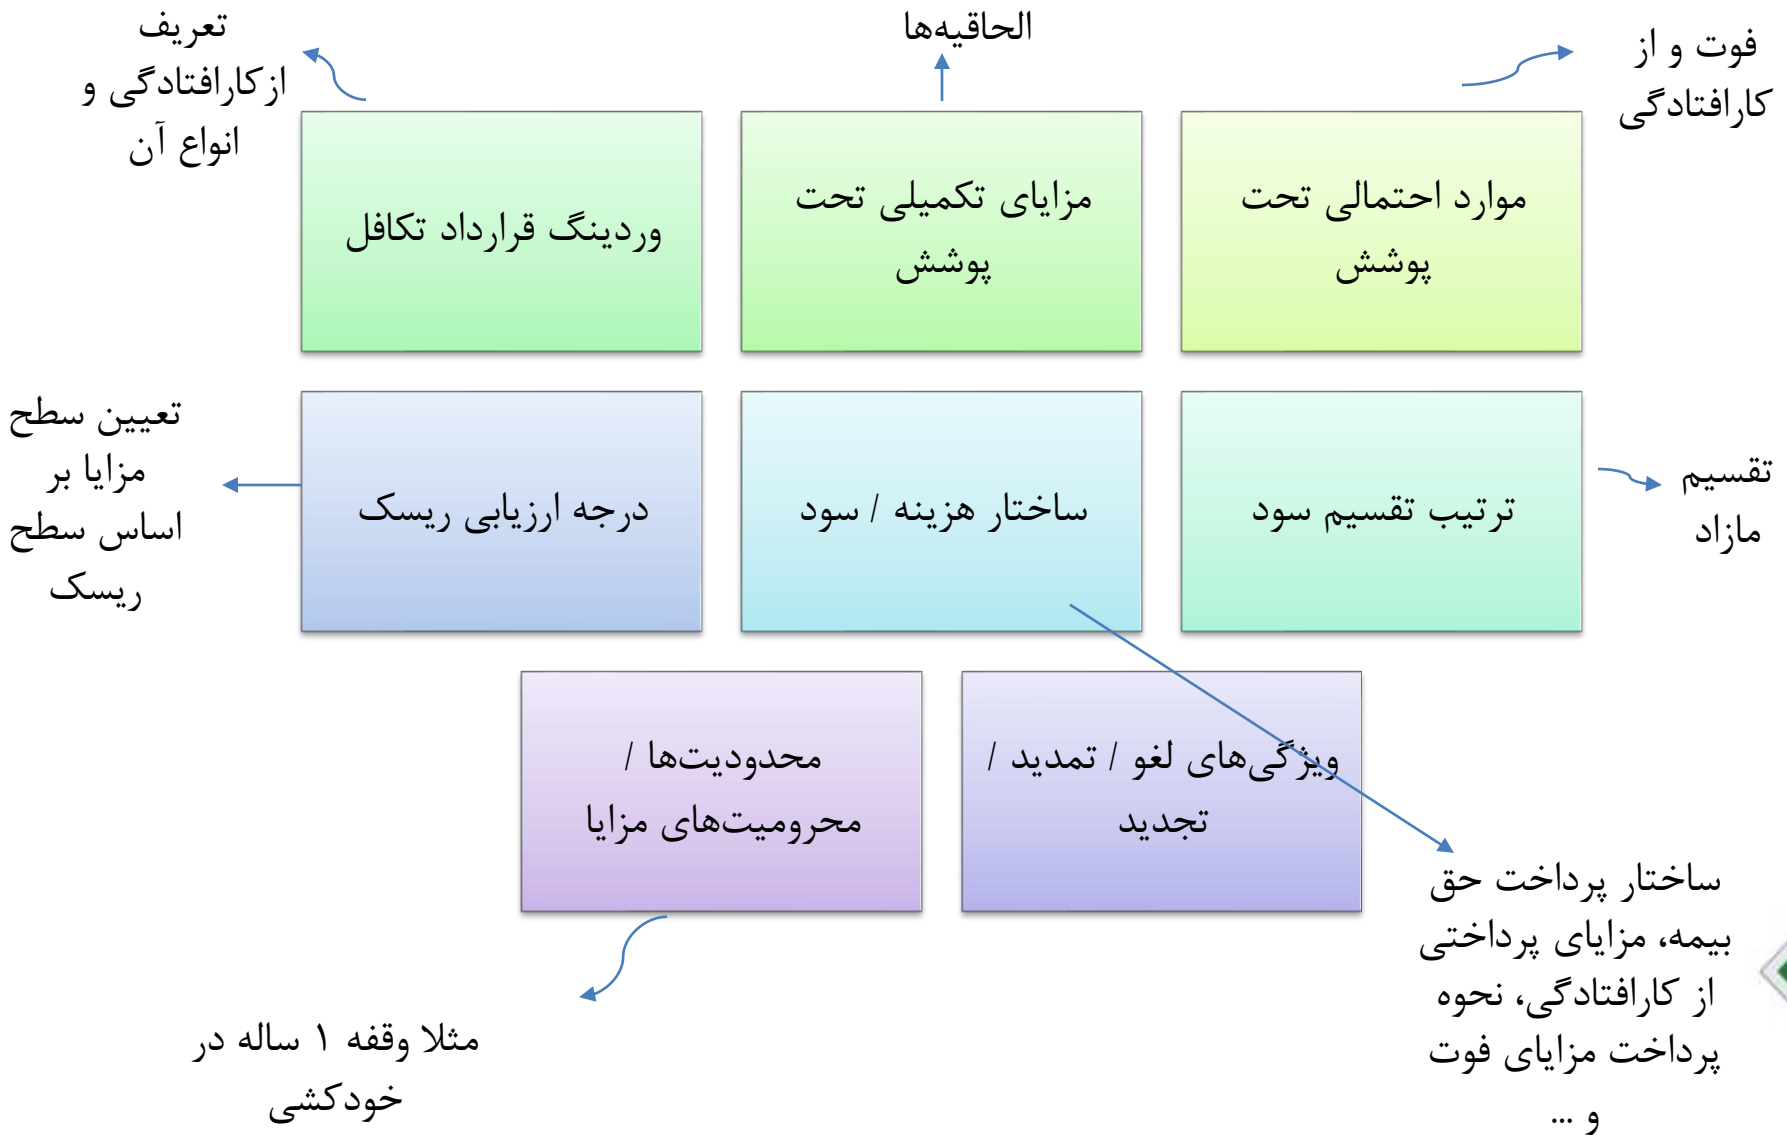 فوت و از
کارافتادگی
الحاقیه‌ها
تعریف
ازکارافتادگی و
انواع آن
موارد احتمالی تحت
پوشش
مزایای تکمیلی تحت
پوشش
وردینگ قرارداد تکافل
تقسیم
مازاد
ترتیب تقسیم سود
ساختار هزینه / سود
درجه ارزیابی ریسک
تعیین سطح
مزایا بر
اساس سطح
ریسک
ویژگی‌های لغو / تمدید /
تجدید
محدودیت‌ها /
محرومیت‌های مزایا
ساختار پرداخت حق
بیمه، مزایای پرداختی
از کارافتادگی، نحوه
پرداخت مزایای فوت
و ...
مثلا وقفه ۱ ساله در
خودکشی